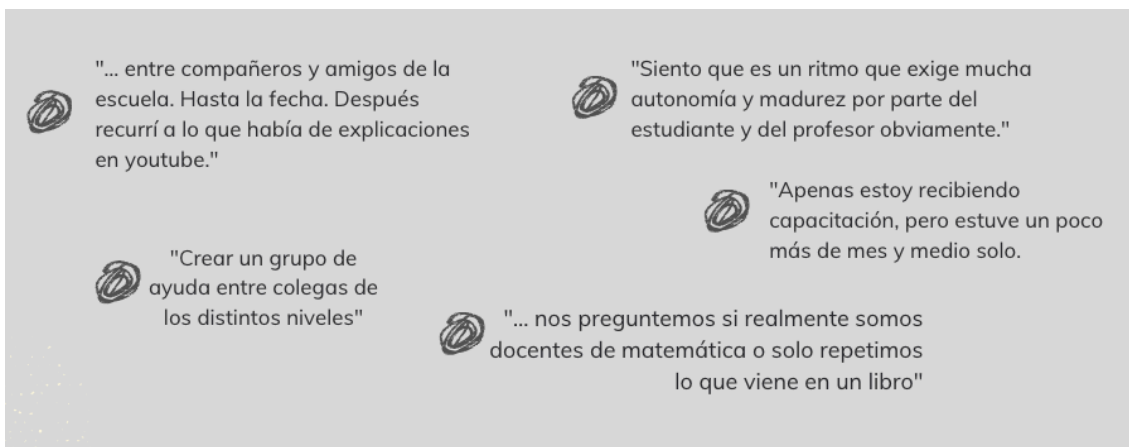 "... entre compañeros y amigos de la
escuela. Hasta la fecha. Después
recurrí a lo que había de explicaciones
en youtube."
"Siento que es un ritmo que exige mucha
autonomía y madurez por parte del
estudiante y del profesor obviamente."
"Apenas estoy recibiendo
capacitación, pero estuve un poco
más de mes y medio solo.
"Crear un grupo de
ayuda entre colegas de
los distintos niveles"
"... nos preguntemos si realmente somos
docentes de matemática o solo repetimos
lo que viene en un libro"